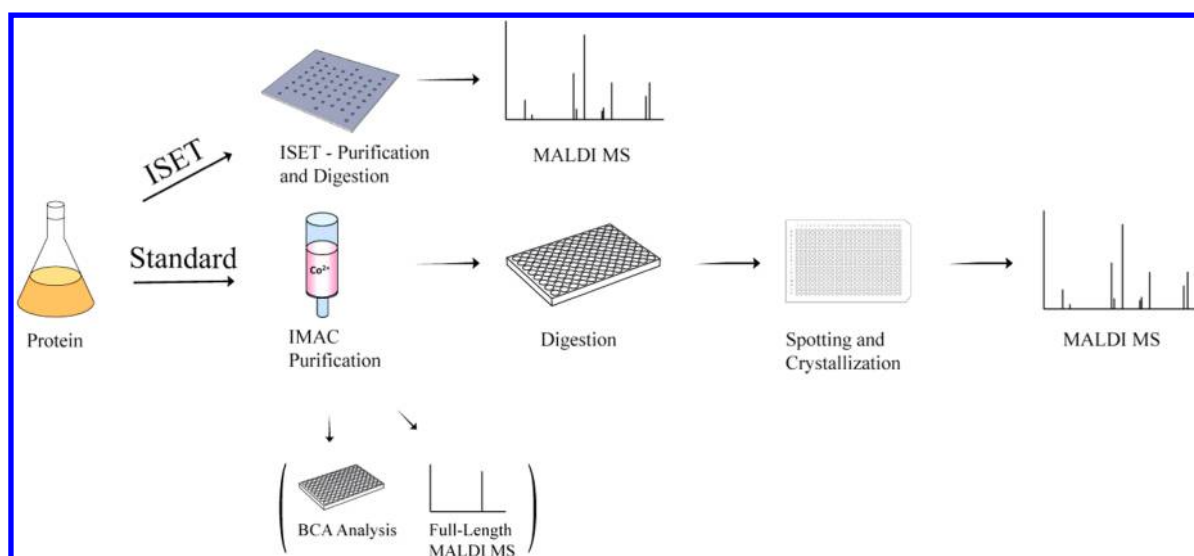 ISET
ISET - Purification
and Digestion
MALDI MS
Standard
Protein
Co2+
IMAC
Purification
Digestion
Spotting and
Crystallization
MALDI MS
BCA Analysis
Full-Length
MALDI MS